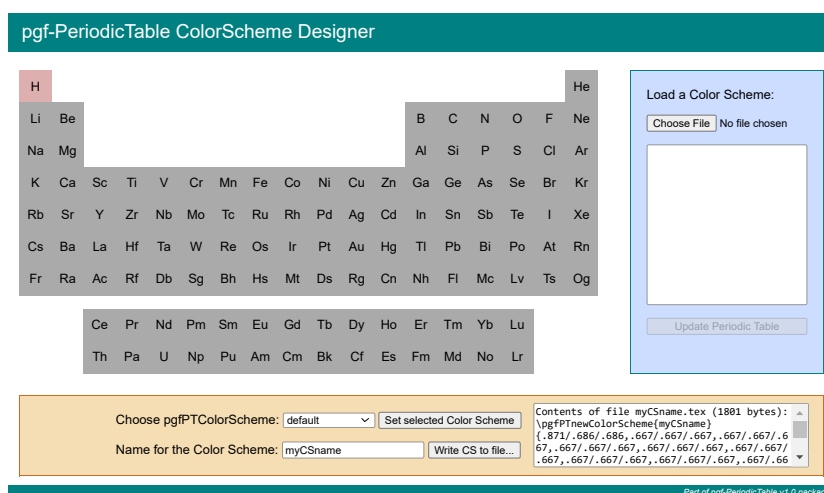 pgf-PeriodicTable ColorScheme Designer
H He
Li Be B C N O F Ne
Na Mg Al Si P S Cl Ar
K Ca Sc Ti V Cr Mn Fe Co Ni Cu Zn Ga Ge As Se Br Kr
Rb Sr Y Zr Nb Mo Tc Ru Rh Pd Ag Cd In Sn Sb Te I Xe
Cs Ba La Hf Ta W Re Os Ir Pt Au Hg Tl Pb Bi Po At Rn
Fr Ra Ac Rf Db Sg Bh Hs Mt Ds Rg Cn Nh Fl Mc Lv Ts Og
Ce Pr Nd Pm Sm Eu Gd Tb Dy Ho Er Tm Yb Lu
Th Pa U Np Pu Am Cm Bk Cf Es Fm Md No Lr
Load a Color Scheme:
Choose File No file chosen
Update Periodic Table
Choose pgfPTColorScheme: default Set selected Color Scheme
Name for the Color Scheme: myCSname Write CS to file...
Contents of file myCSname.tex (1801 bytes):
\pgfPTnewColorScheme{myCSname}
{.871/.686/.686,.667/.667/.667,.667/.667/.6
67,.667/.667/.667,.667/.667/.667,.667/.667/
.667,.667/.667/.667,.667/.667/.667,.667/.66
Part of pgf-PeriodicTable v1.0 packag